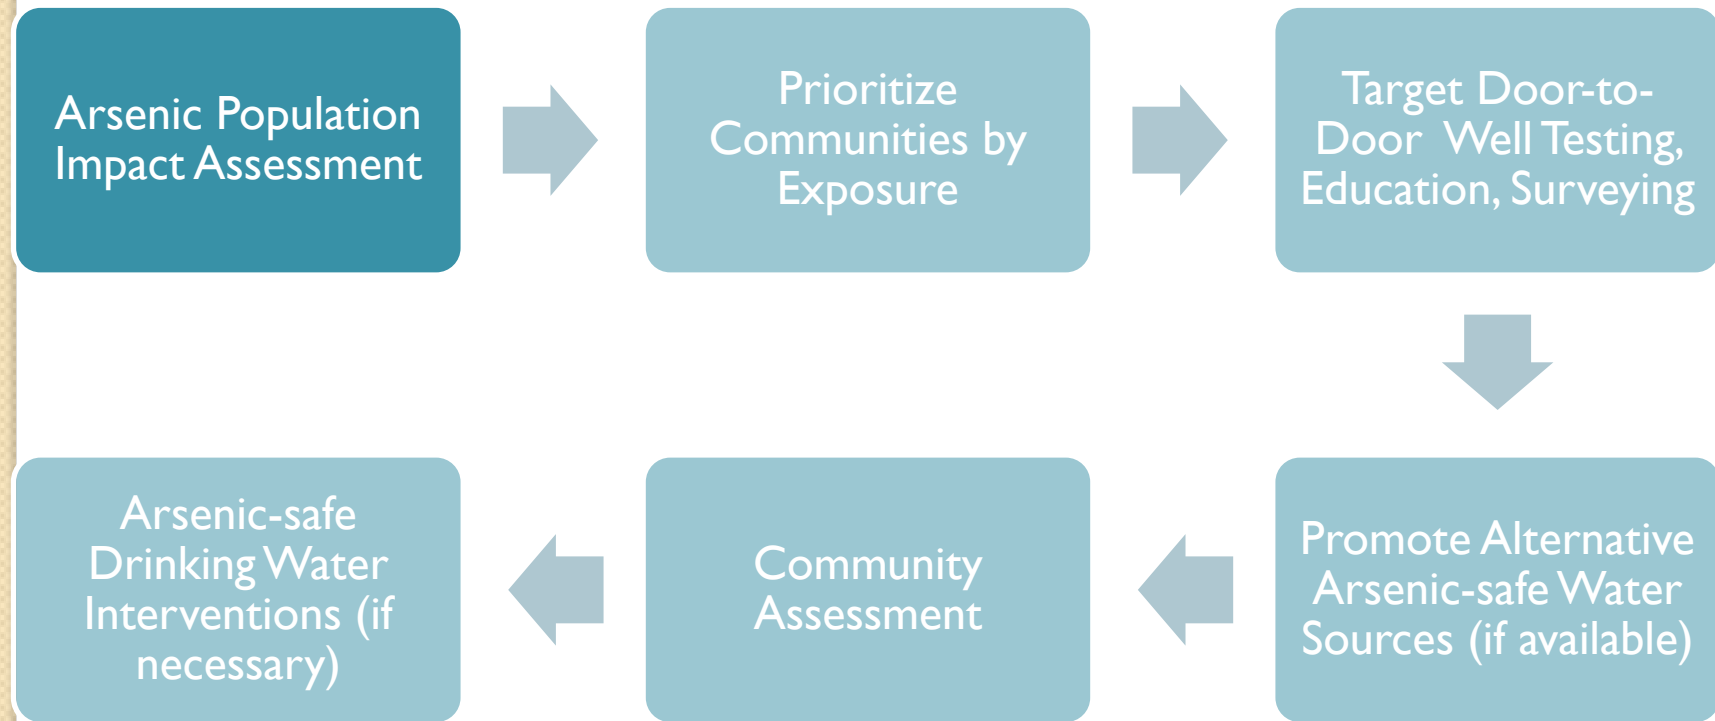 Arsenic Population
Impact Assessment
Prioritize
Communities by
Exposure
Target Door-to-
Door Well Testing,
Education, Surveying
Promote Alternative
Arsenic-safe Water
Sources (if available)
Community
Assessment
Arsenic-safe
Drinking Water
Interventions (if
necessary)